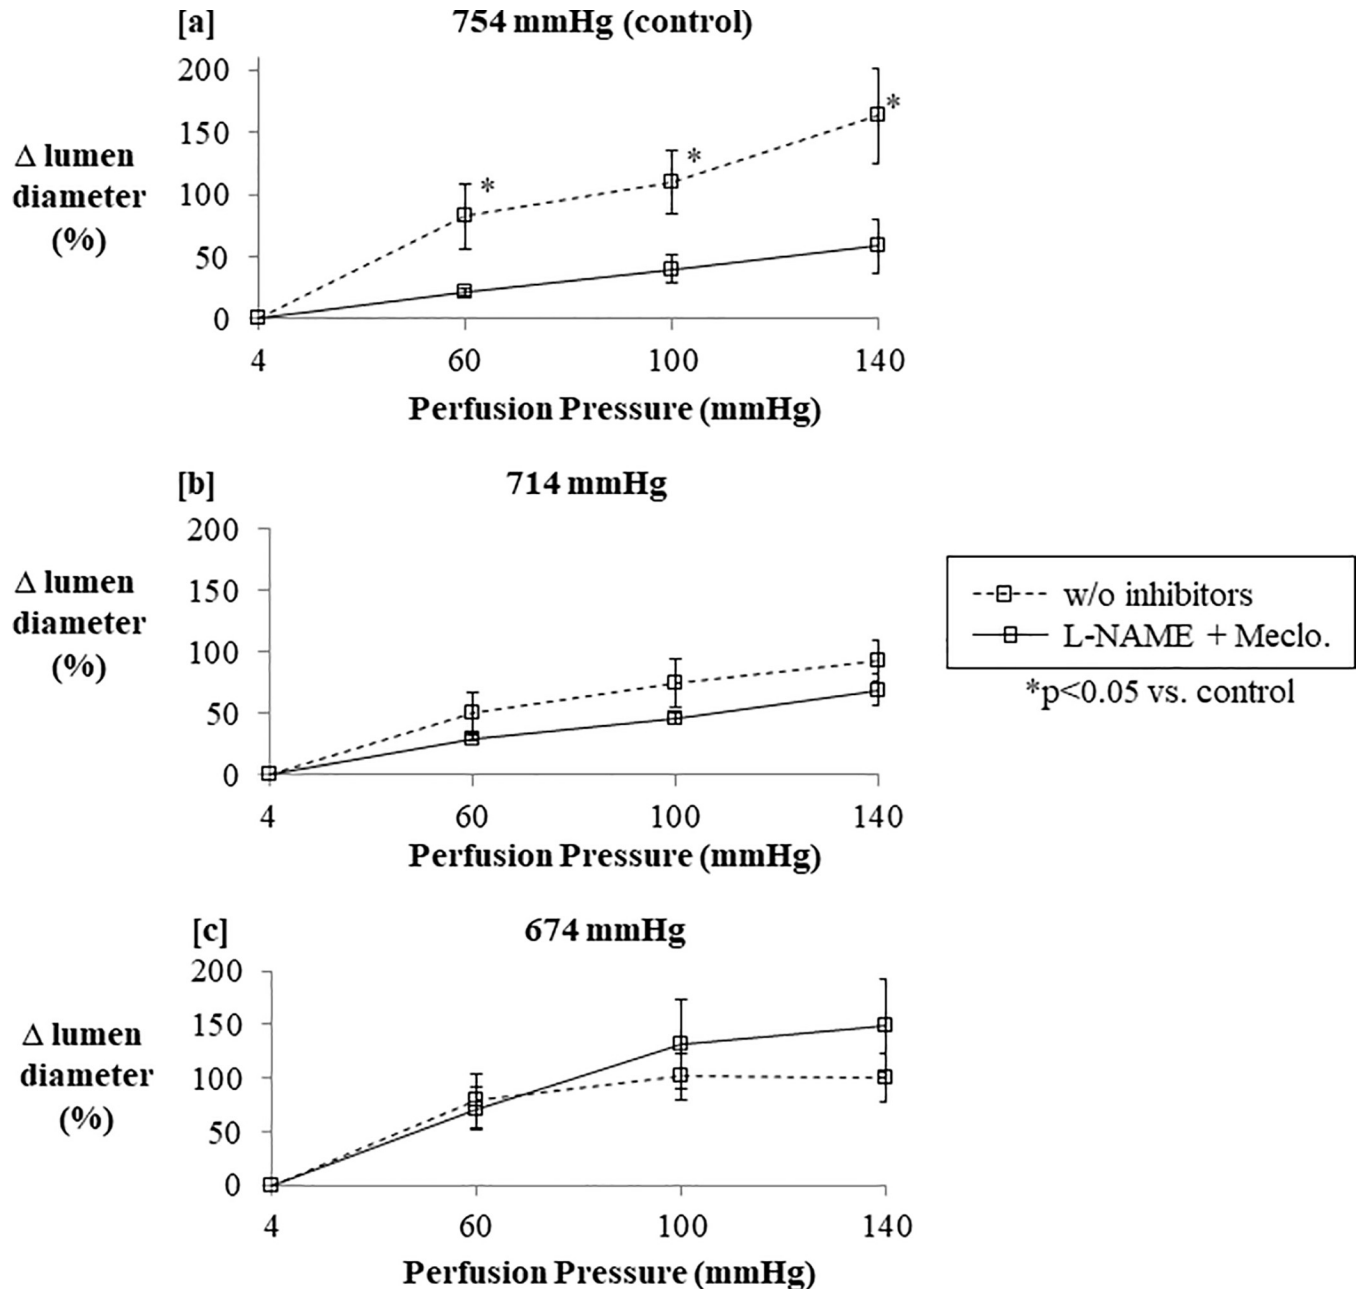 [a] 754 mmHg (control)
200
150
100
50
0
Δ lumen
diameter
(%)
*
*
*
4 60 100 140
Perfusion Pressure (mmHg)
[b] 714 mmHg
200
150
100
50
0
Δ lumen
diameter
(%)
4 60 100 140
Perfusion Pressure (mmHg)
w/o inhibitors
L-NAME + Meclo.
*p<0.05 vs. control
[c] 674 mmHg
200
150
100
50
0
Δ lumen
diameter
(%)
4 60 100 140
Perfusion Pressure (mmHg)